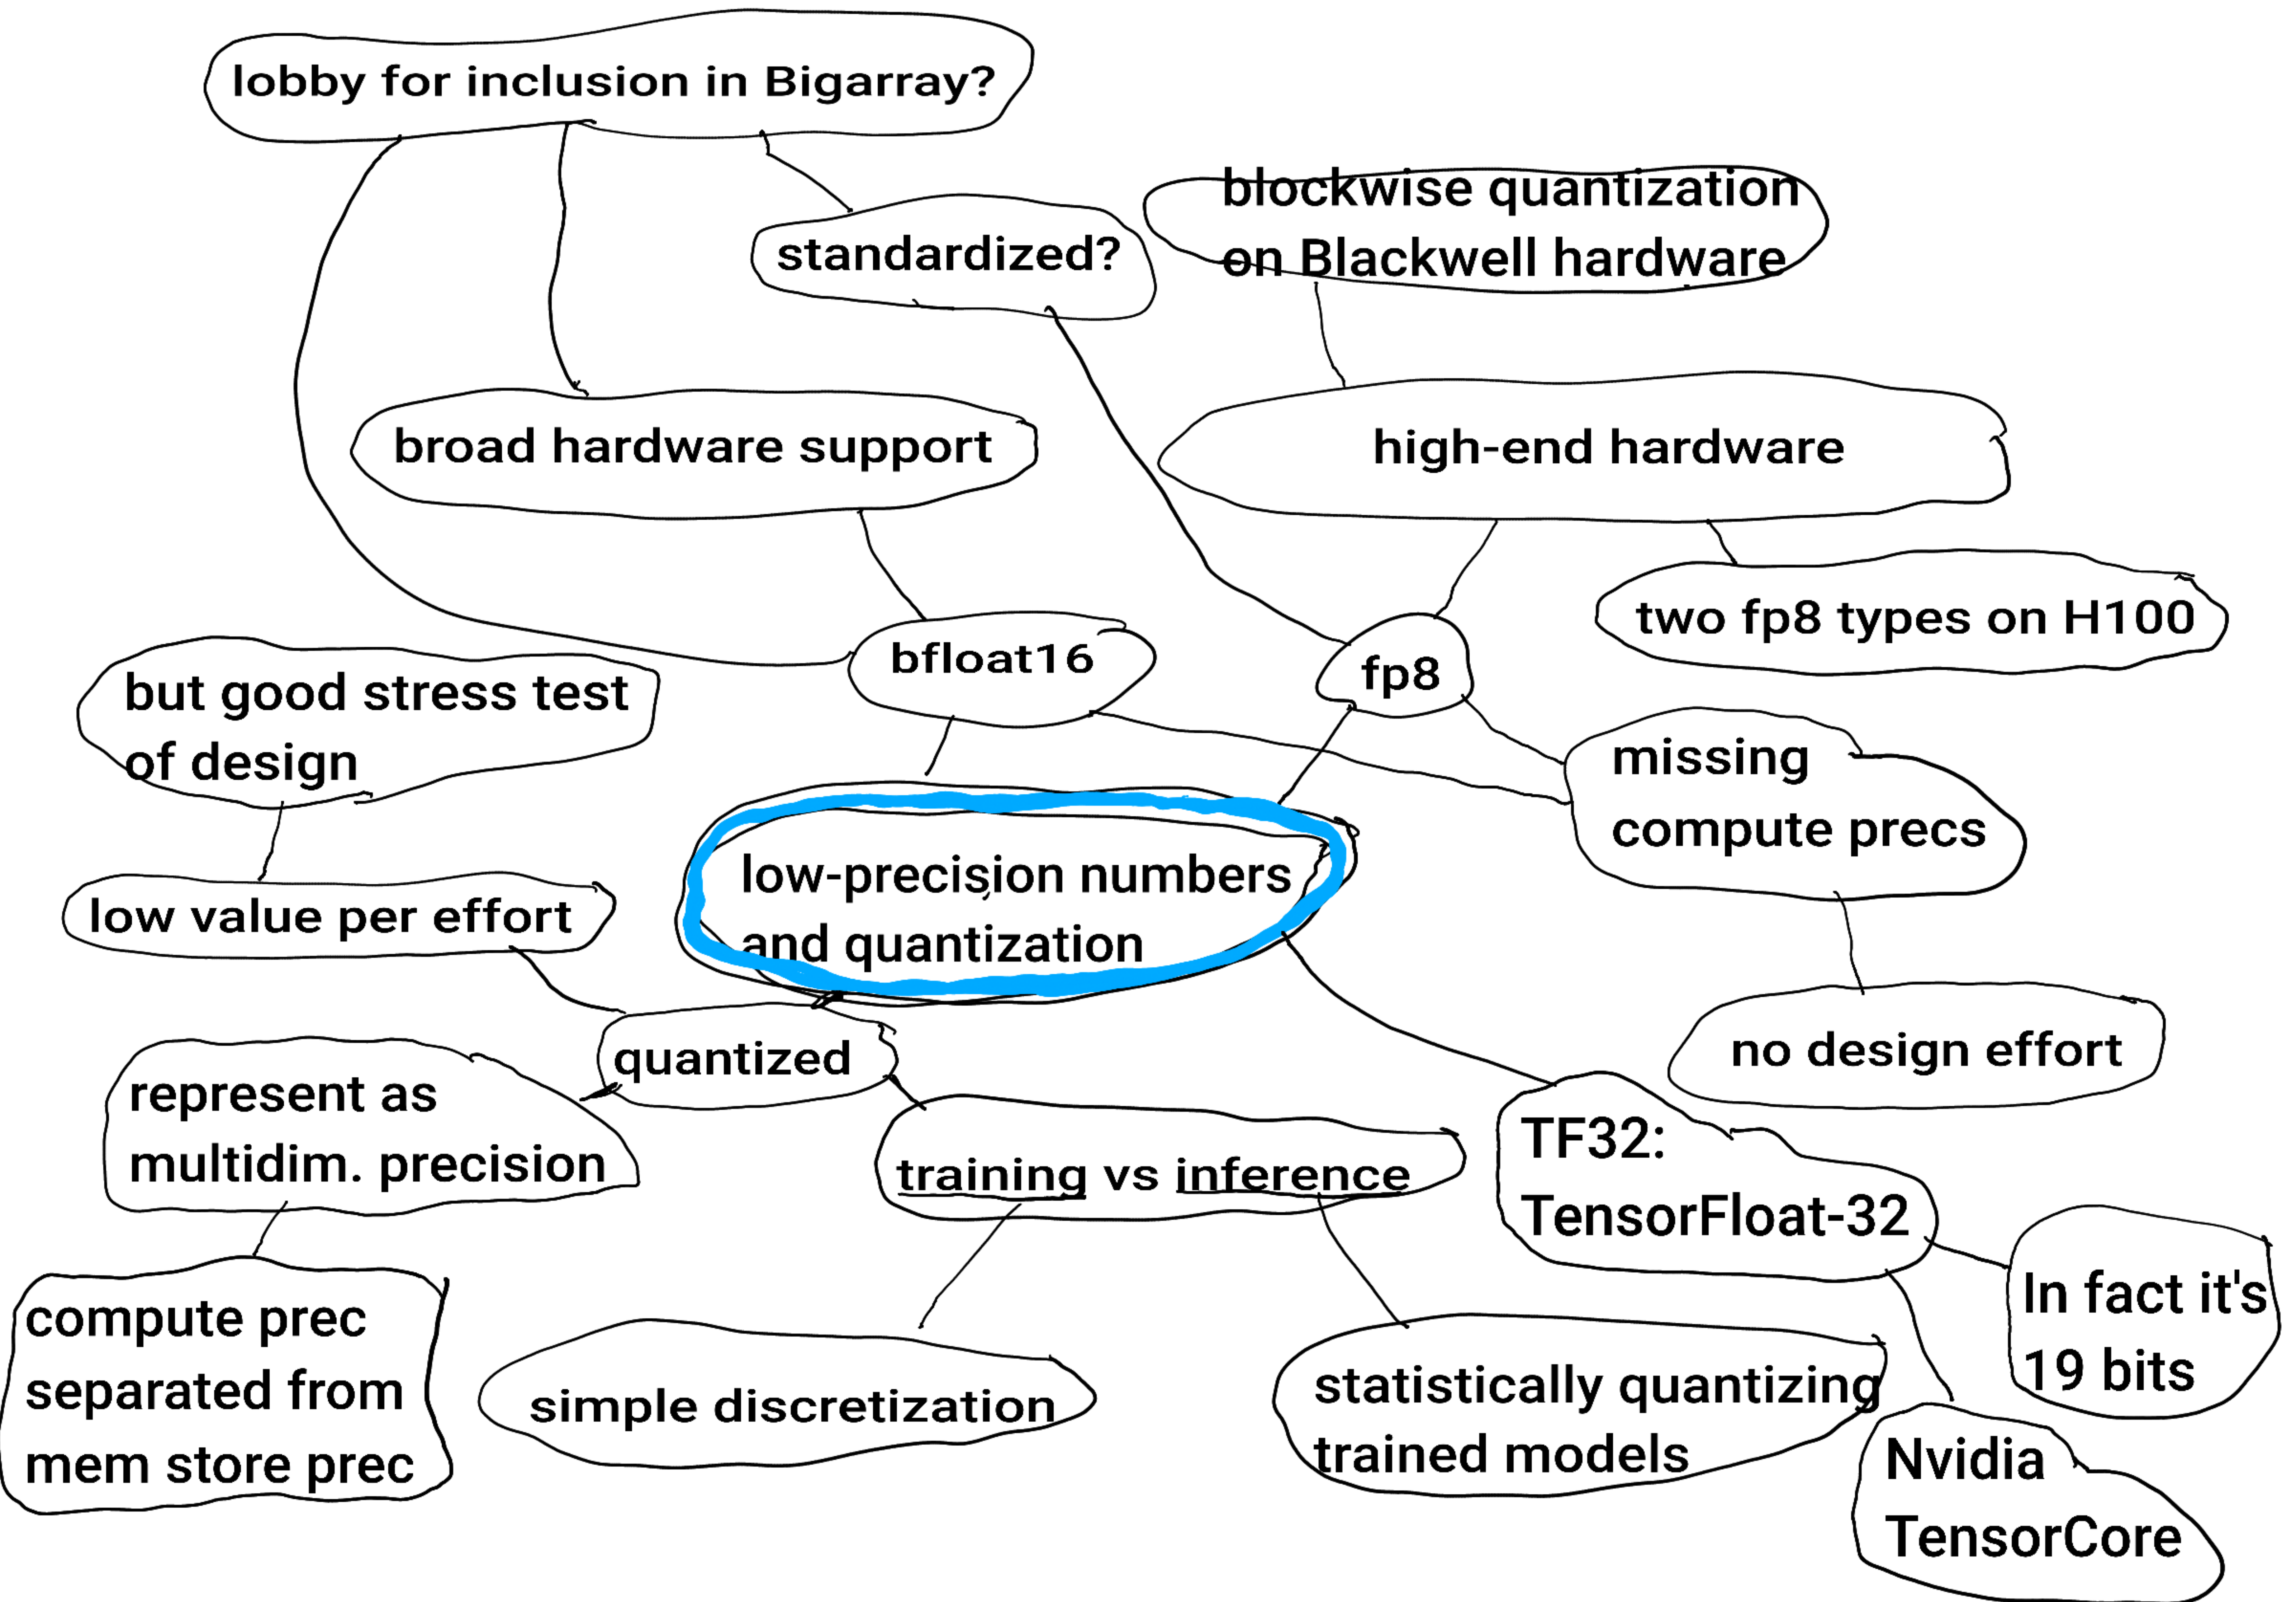 lobby for inclusion in Bigarray?
blockwise quantization
on Blackwell hardware
standardized?
broad hardware support
high-end hardware
two fp8 types on H100
bfloat16
fp8
but good stress test
of design
missing
compute precs
low-precision numbers
and quantization
low value per effort
no design effort
quantized
represent as
multidim. precision
training vs inference
TF32:
TensorFloat-32
In fact it's
19 bits
compute prec
separated from
mem store prec
simple discretization
statistically quantizing
trained models
Nvidia
TensorCore